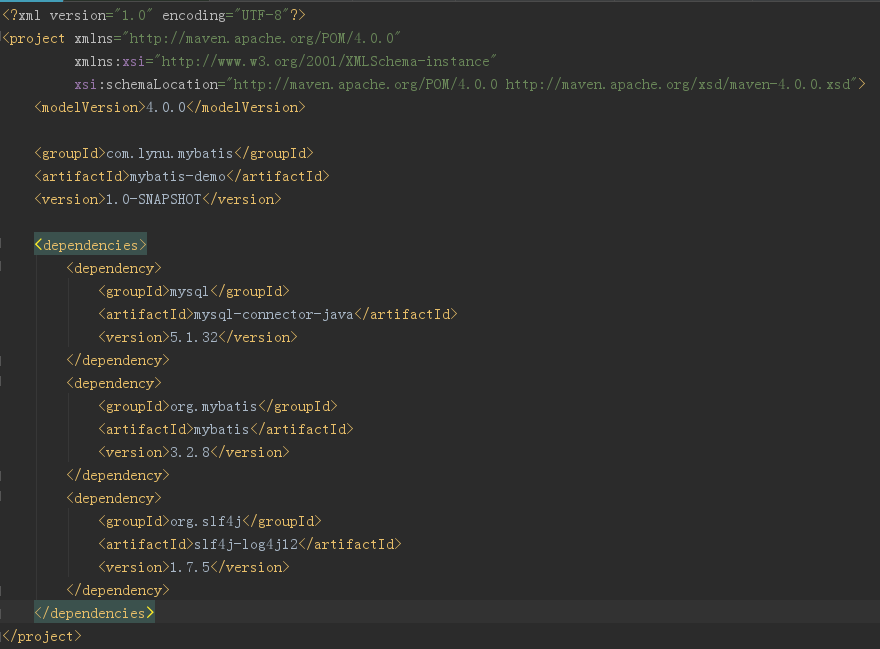 <?xml version="1.0" encoding="UTF-8"?>
<project xmlns="http://maven.apache.org/POM/4.0.0"
         xmlns:xsi="http://www.w3.org/2001/XMLSchema-instance"
         xsi:schemaLocation="http://maven.apache.org/POM/4.0.0 http://maven.apache.org/xsd/maven-4.0.0.xsd">
    <modelVersion>4.0.0</modelVersion>

    <groupId>com.lynu.mybatis</groupId>
    <artifactId>mybatis-demo</artifactId>
    <version>1.0-SNAPSHOT</version>

    <dependencies>
        <dependency>
            <groupId>mysql</groupId>
            <artifactId>mysql-connector-java</artifactId>
            <version>5.1.32</version>
        </dependency>
        <dependency>
            <groupId>org.mybatis</groupId>
            <artifactId>mybatis</artifactId>
            <version>3.2.8</version>
        </dependency>
        <dependency>
            <groupId>org.slf4j</groupId>
            <artifactId>slf4j-log4j12</artifactId>
            <version>1.7.5</version>
        </dependency>
    </dependencies>
</project>